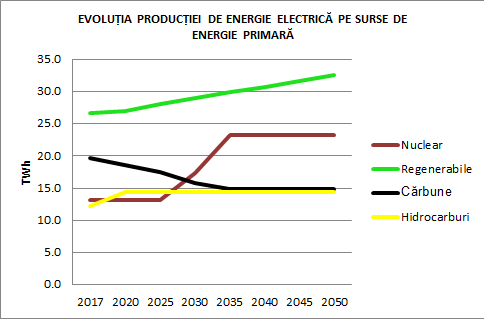 EVOLUȚIA PRODUCȚIEI DE ENERGIE ELECTRICĂ PE SURSE DE
ENERGIE PRIMARĂ
35.0
30.0
25.0
20.0
15.0
10.0
5.0
0.0
TWh
2017 2020 2025 2030 2035 2040 2045 2050
Nuclear
Regenerabile
Cărbune
Hidrocarburi